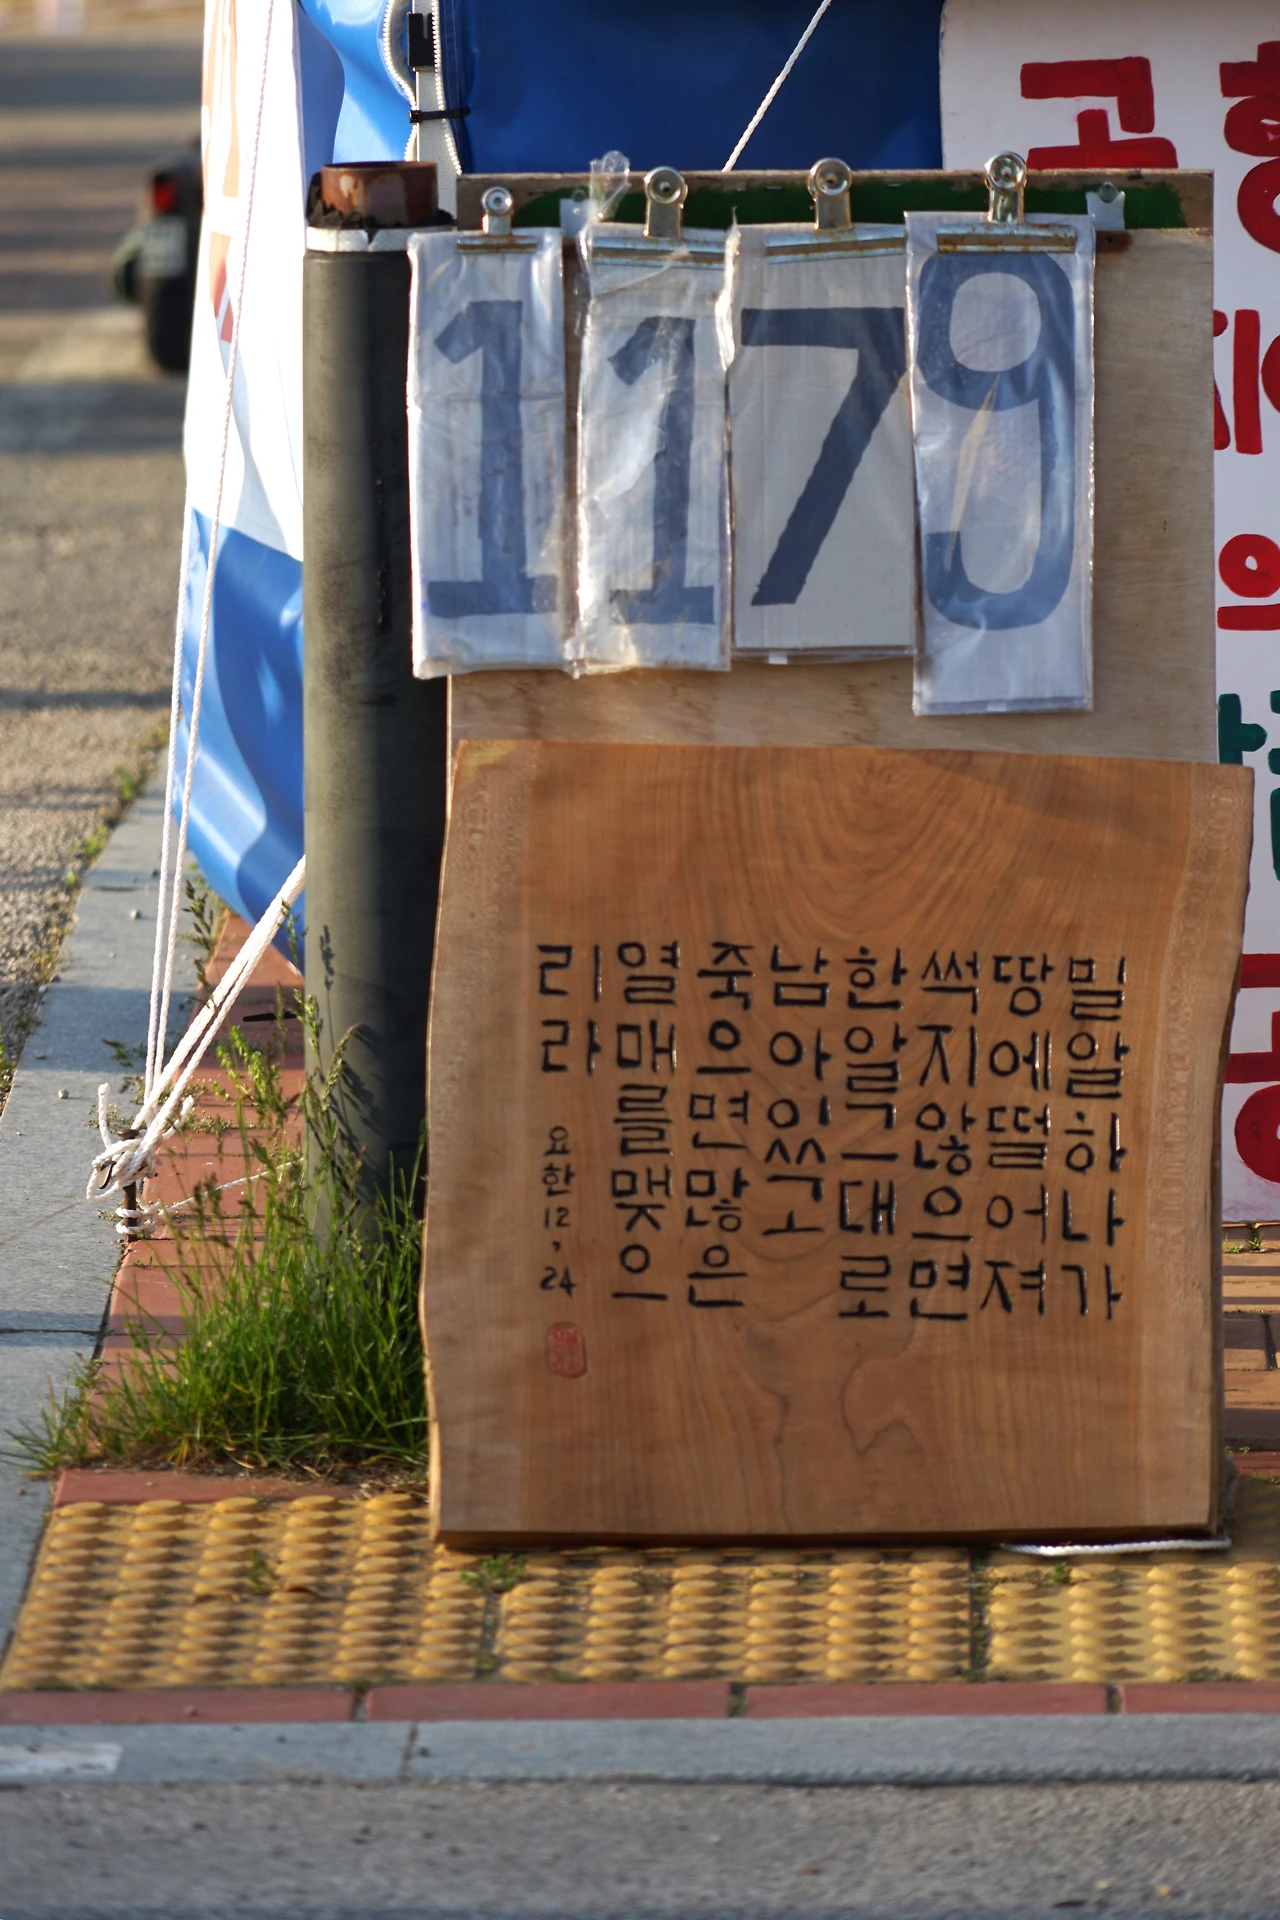 1179
밀알하나가
땅에떨어져
썩지않으면
한알그대로
남아있고
죽으면많은
열매를맺으
리라
요한12,24
고
의